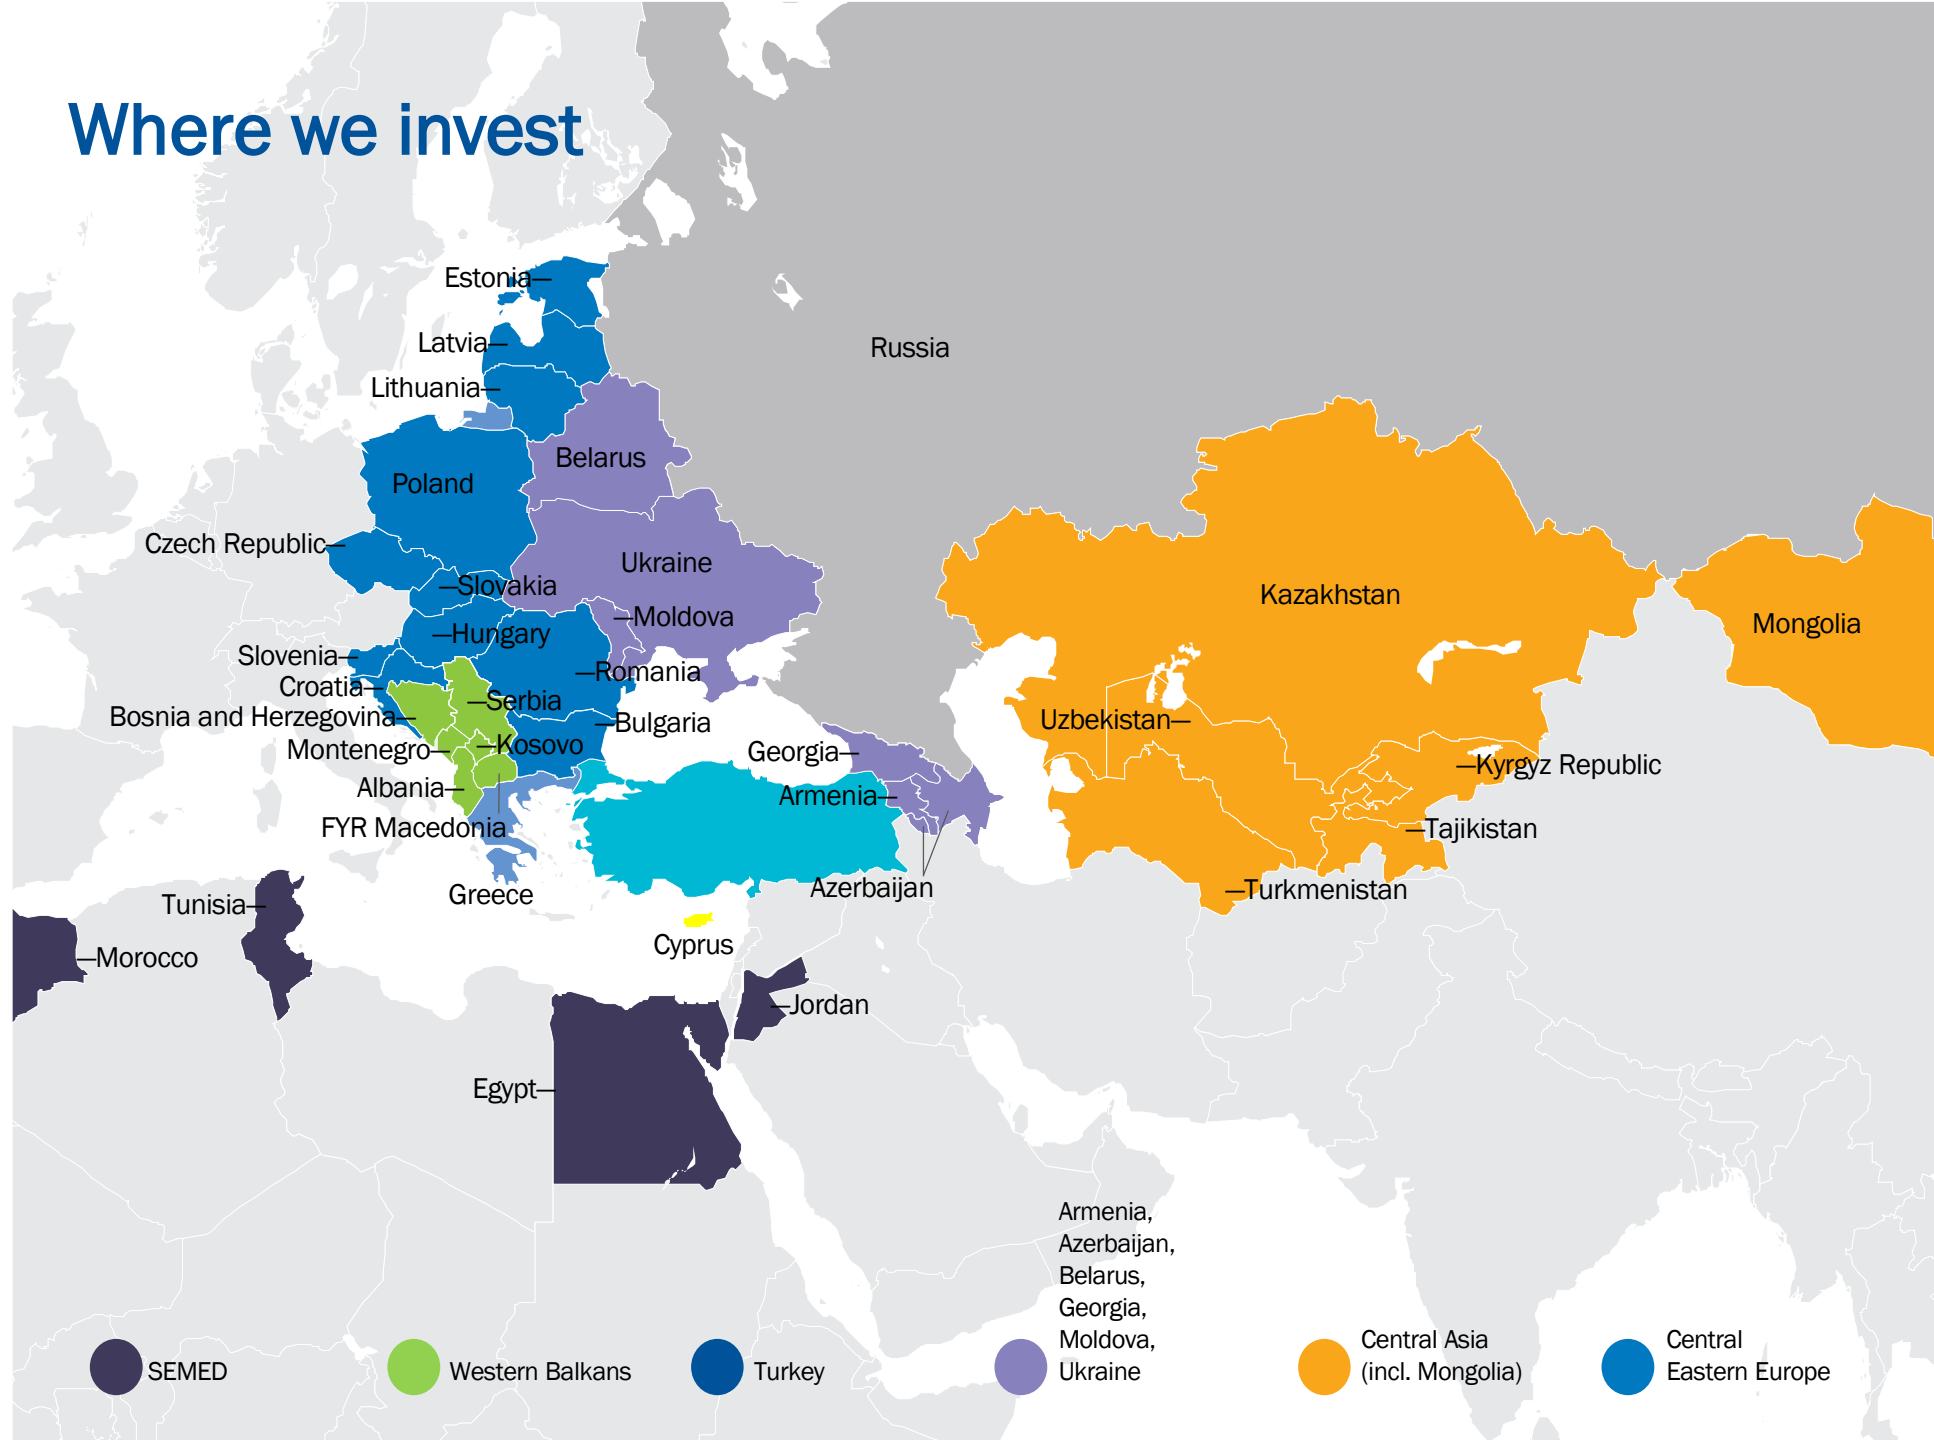 Where we invest
Estonia
Latvia
Russia
Lithuania
Belarus
Poland
Czech Republic
Ukraine
Slovakia
Kazakhstan
Moldova
Mongolia
Hungary
Slovenia
Romania
Croatia
Serbia
Bosnia and Herzegovina
Uzbekistan
Bulgaria
Kosovo
Montenegro
Georgia
Kyrgyz Republic
Albania
Armenia
FYR Macedonia
Tajikistan
Azerbaijan
Turkmenistan
Greece
Tunisia
Cyprus
Morocco
Jordan
Egypt
SEMED
Western Balkans
Turkey
Armenia,
Azerbaijan,
Belarus,
Georgia,
Moldova,
Ukraine
Central Asia
(incl. Mongolia)
Central
Eastern Europe